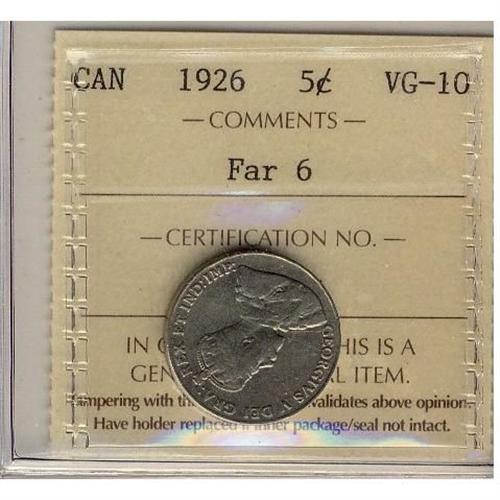 CAN 1926 5¢ VG-10
— COMMENTS —
Far 6
— CERTIFICATION NO. —
GEORGIVS V DEI GRA: REX ET IND: IMP:
IN HIS IS A
GEN L ITEM.
mpering with th validates above opinion.
Have holder replaced if inner package/seal not intact.